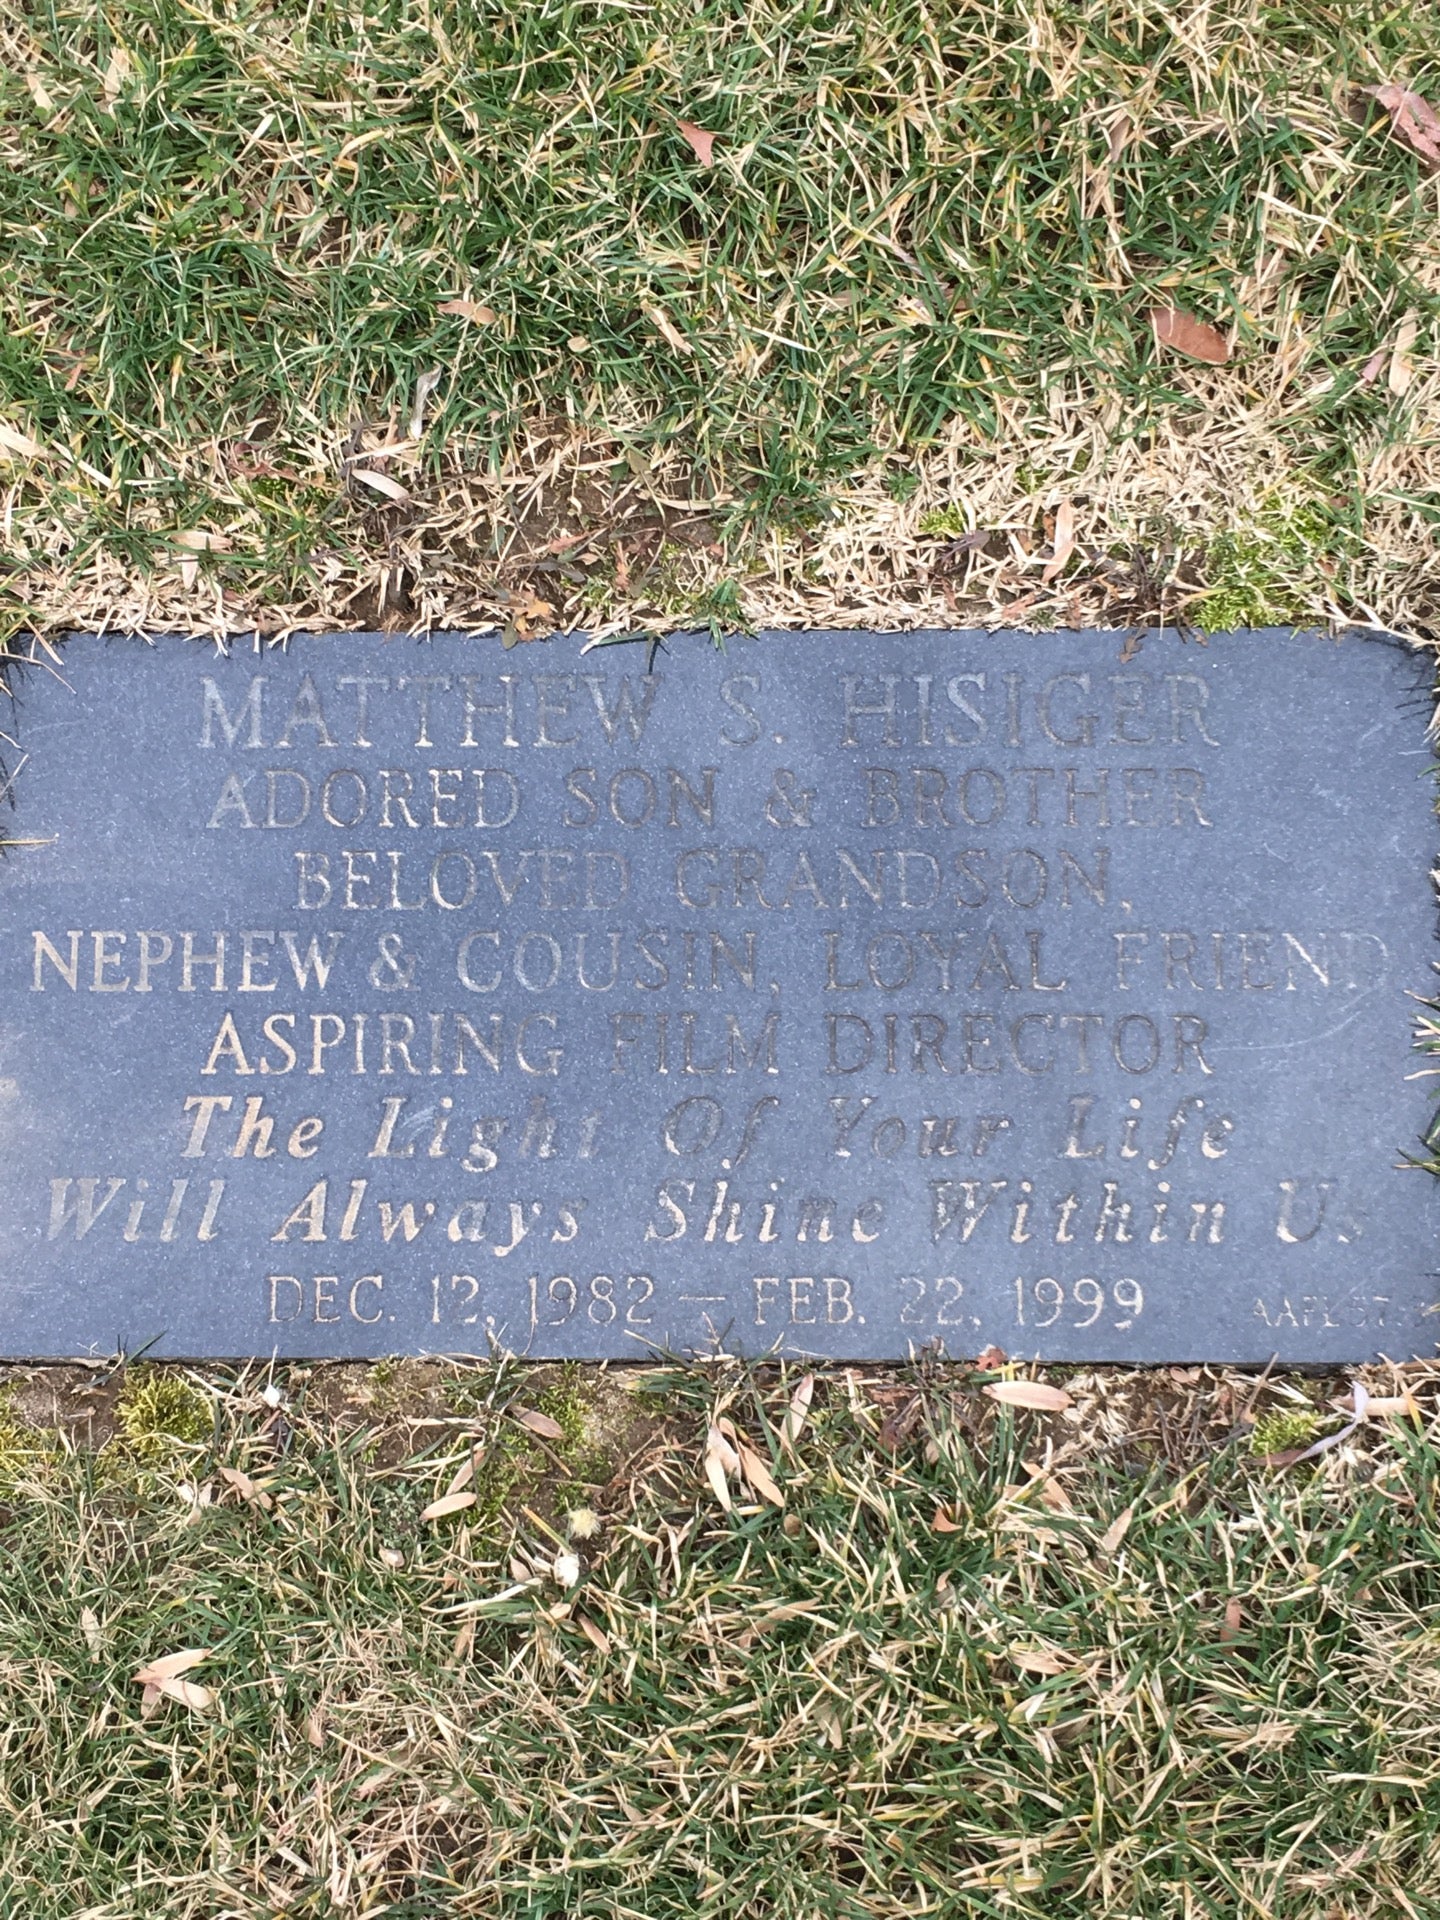 MATTHEW S. HISIGER
ADORED SON & BROTHER
BELOVED GRANDSON,
NEPHEW & COUSIN, LOYAL FRIEND
ASPIRING FILM DIRECTOR
The Light Of Your Life
Will Always Shine Within Us
DEC. 12, 1982 — FEB. 22, 1999